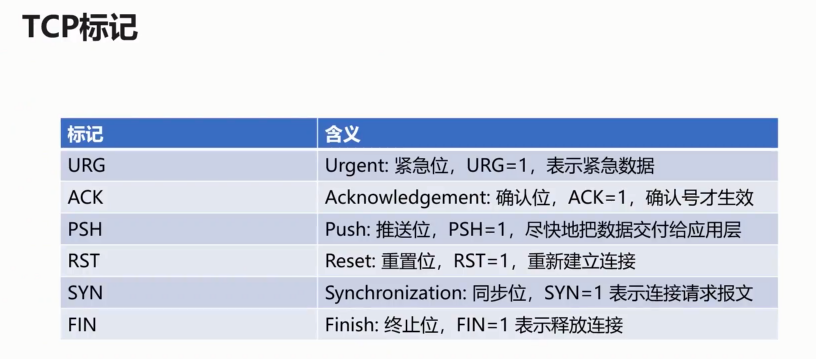 TCP标记
标记 含义
URG Urgent: 紧急位，URG=1，表示紧急数据
ACK Acknowledgement: 确认位，ACK=1，确认号才生效
PSH Push: 推送位，PSH=1，尽快地把数据交付给应用层
RST Reset: 重置位，RST=1，重新建立连接
SYN Synchronization: 同步位，SYN=1 表示连接请求报文
FIN Finish: 终止位，FIN=1 表示释放连接